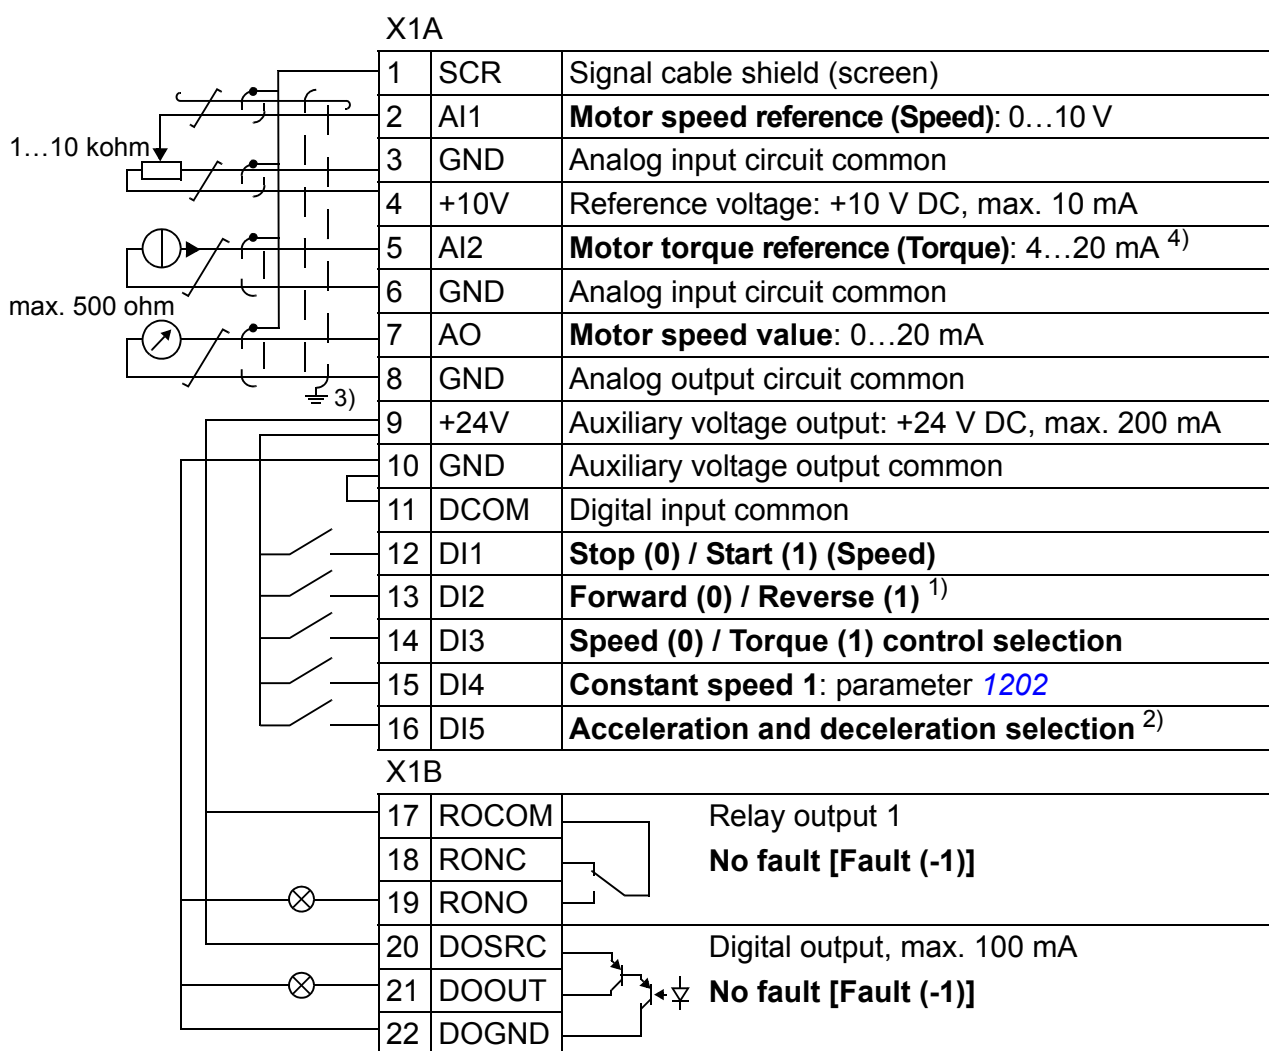 X1A
1 SCR Signal cable shield (screen)
2 AI1 Motor speed reference (Speed): 0…10 V
1…10 kohm
3 GND Analog input circuit common
4 +10V Reference voltage: +10 V DC, max. 10 mA
5 AI2 Motor torque reference (Torque): 4…20 mA 4)
6 GND Analog input circuit common
max. 500 ohm
7 AO Motor speed value: 0…20 mA
8 GND Analog output circuit common
3)
9 +24V Auxiliary voltage output: +24 V DC, max. 200 mA
10 GND Auxiliary voltage output common
11 DCOM Digital input common
12 DI1 Stop (0) / Start (1) (Speed)
13 DI2 Forward (0) / Reverse (1) 1)
14 DI3 Speed (0) / Torque (1) control selection
15 DI4 Constant speed 1: parameter 1202
16 DI5 Acceleration and deceleration selection 2)
X1B
17 ROCOM Relay output 1
18 RONC No fault [Fault (-1)]
19 RONO
20 DOSRC Digital output, max. 100 mA
21 DOOUT No fault [Fault (-1)]
22 DOGND